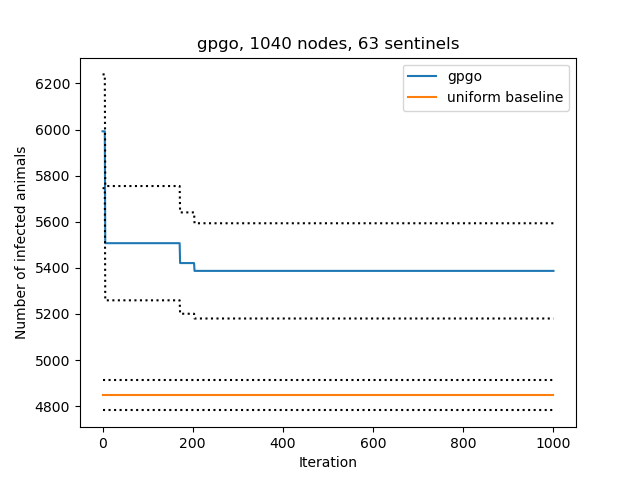 gpgo, 1040 nodes, 63 sentinels
gpgo
uniform baseline
Number of infected animals
6200
6000
5800
5600
5400
5200
5000
4800
0 200 400 600 800 1000
Iteration